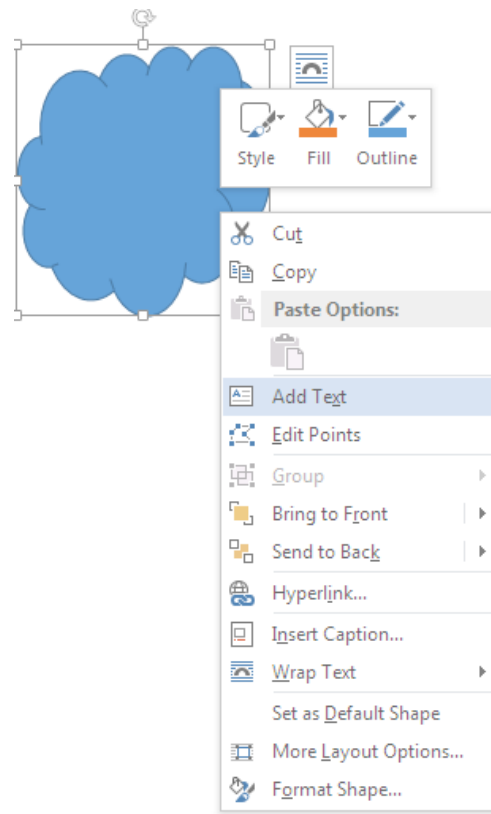 Style Fill Outline
Cut
Copy
Paste Options:
Add Text
Edit Points
Group
Bring to Front
Send to Back
Hyperlink...
Insert Caption...
Wrap Text
Set as Default Shape
More Layout Options...
Format Shape...